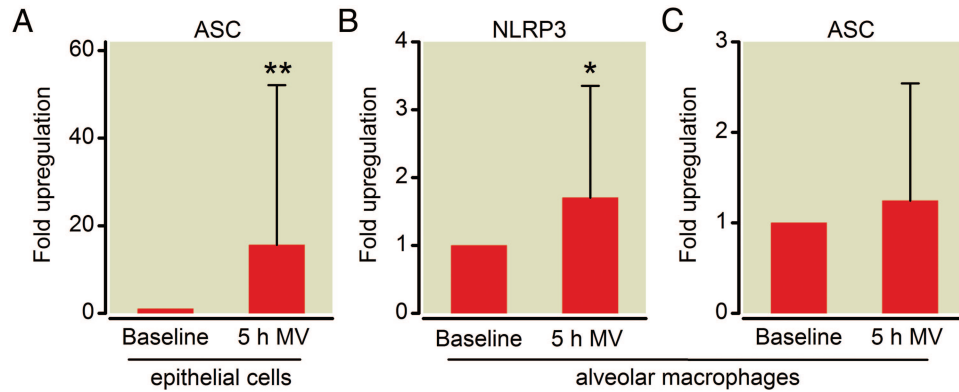 A ASC
Fold upregulation
60
40
20
0
**
Baseline 5 h MV
epithelial cells
B NLRP3
Fold upregulation
4
3
2
1
0
*
Baseline 5 h MV
C ASC
Fold upregulation
3
2
1
0
Baseline 5 h MV
alveolar macrophages